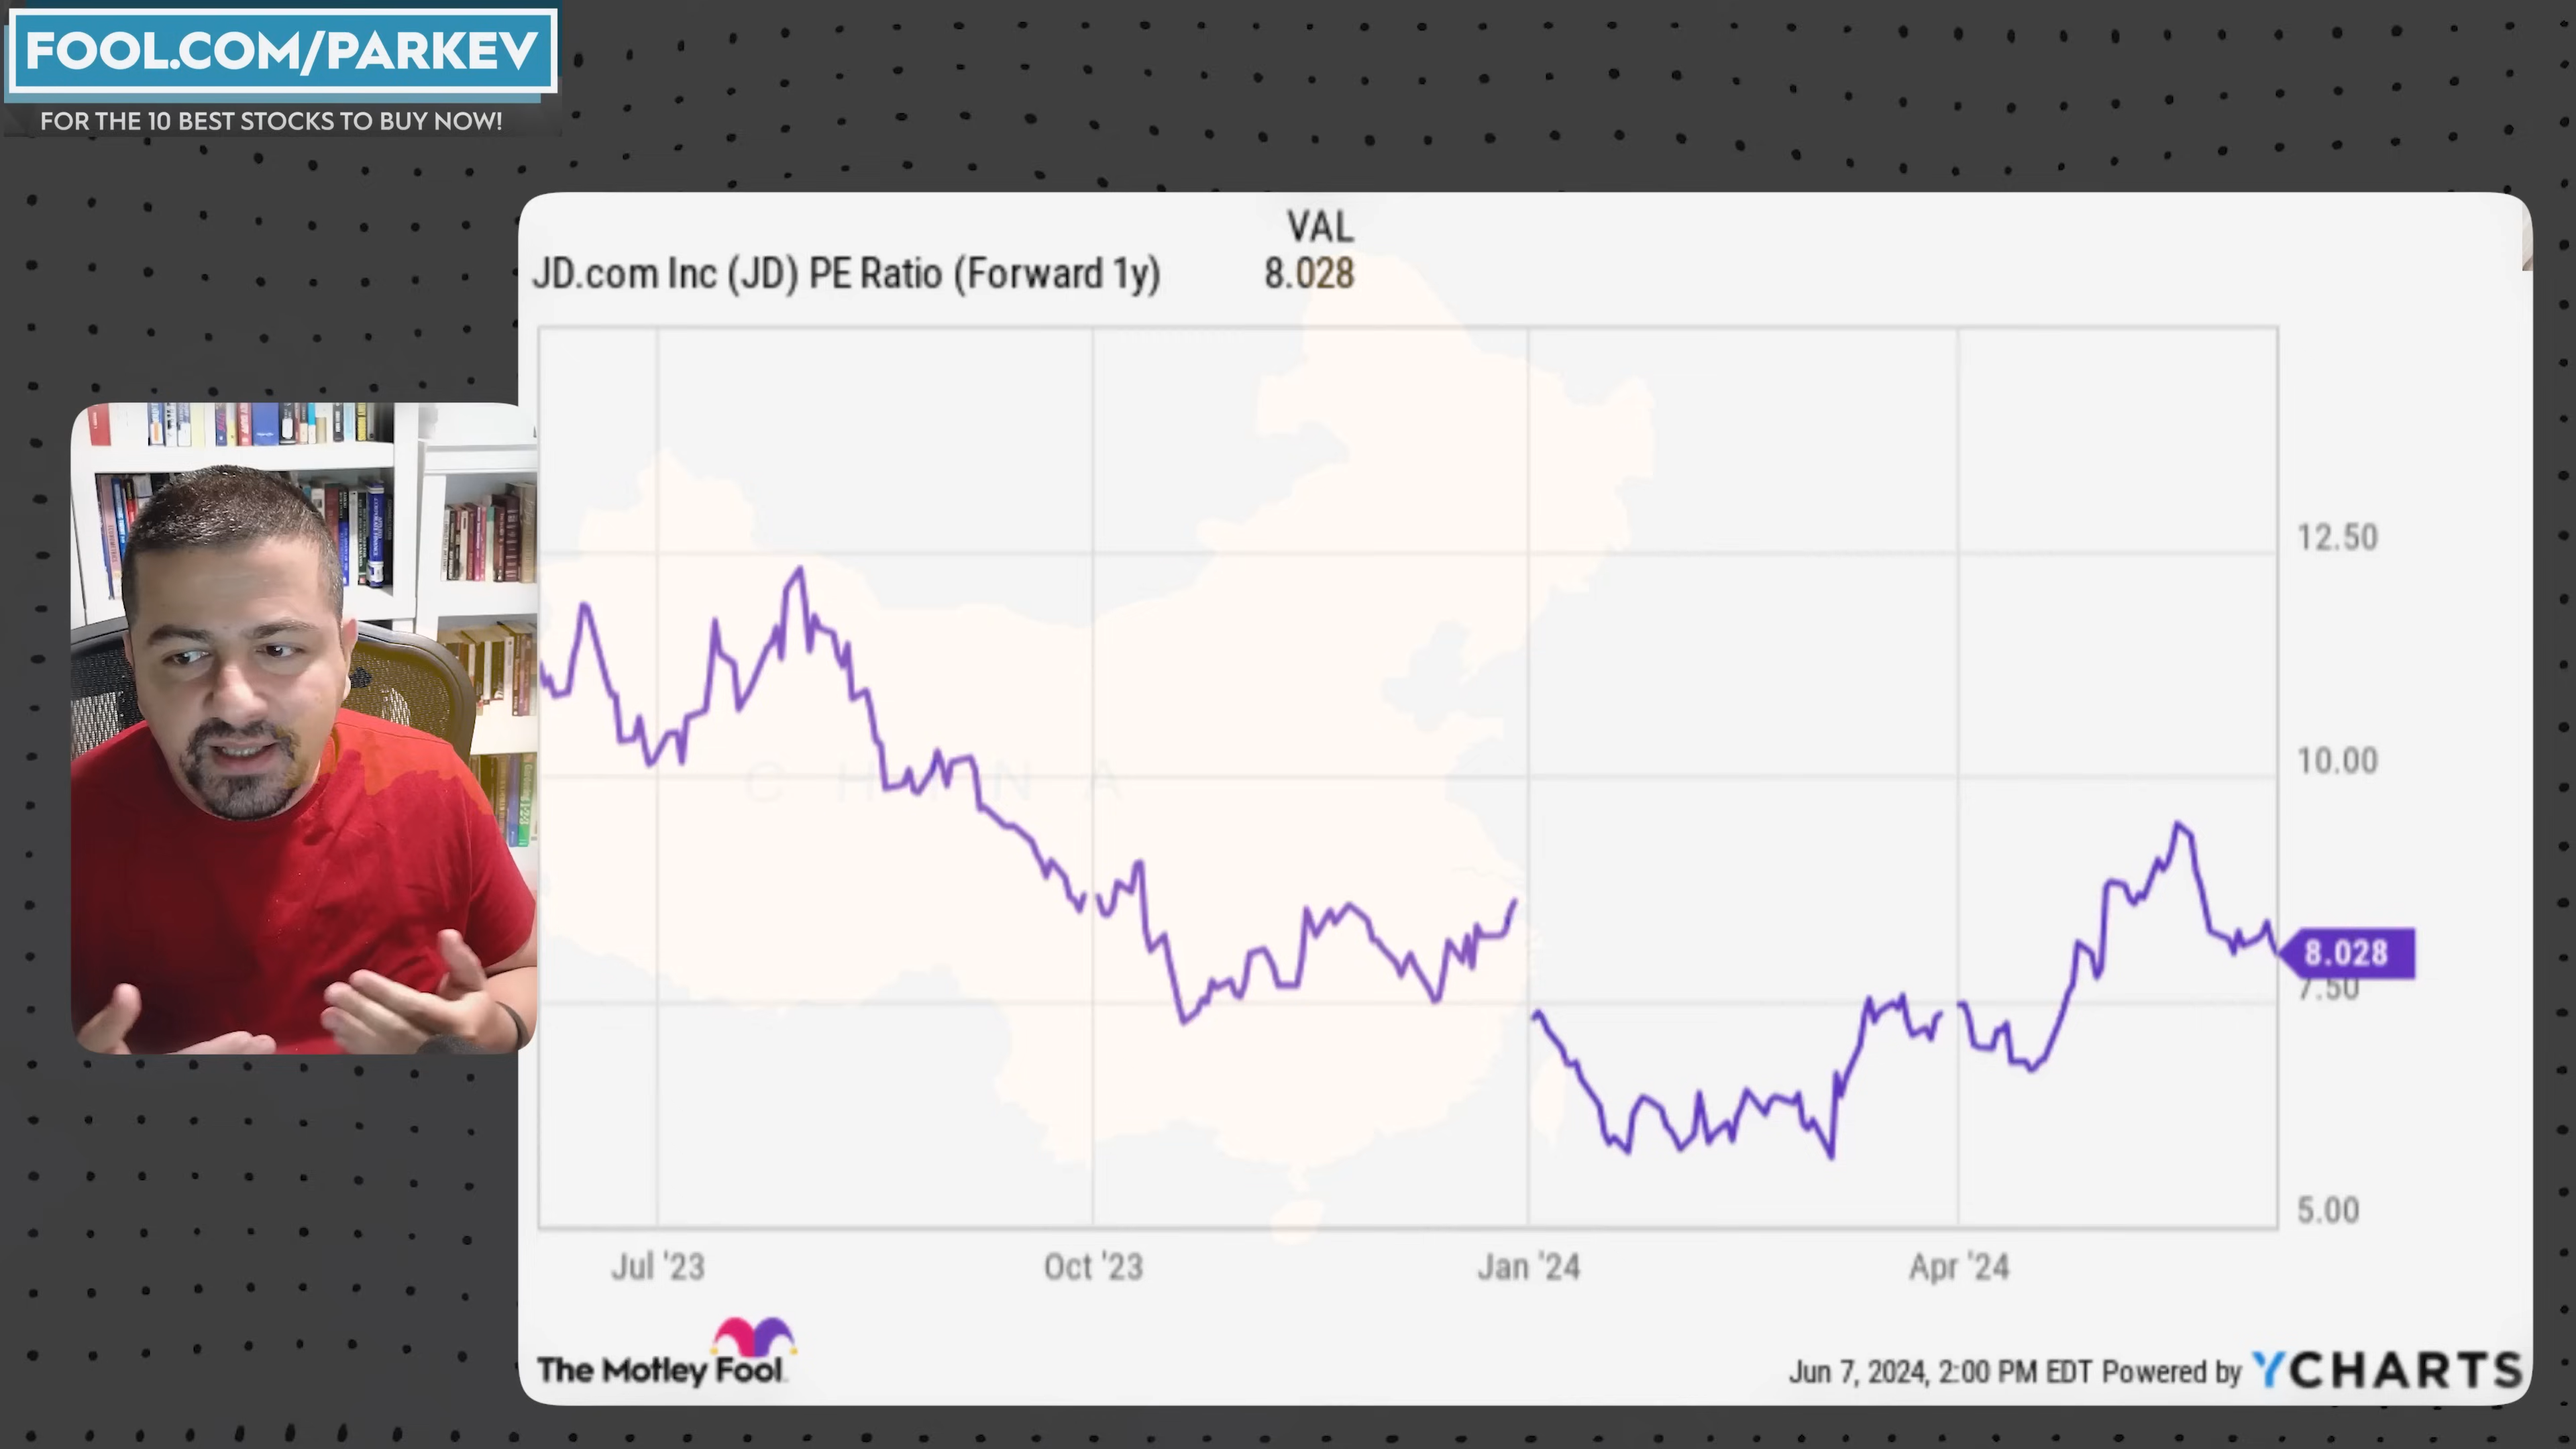 FOOL.COM/PARKEV
FOR THE 10 BEST STOCKS TO BUY NOW!
VAL
JD.com Inc (JD) PE Ratio (Forward 1y) 8.028
12.50
10.00
8.028
7.50
5.00
CHINA
Jul '23 Oct '23 Jan '24 Apr '24
The Motley Fool
Jun 7, 2024, 2:00 PM EDT Powered by YCHARTS